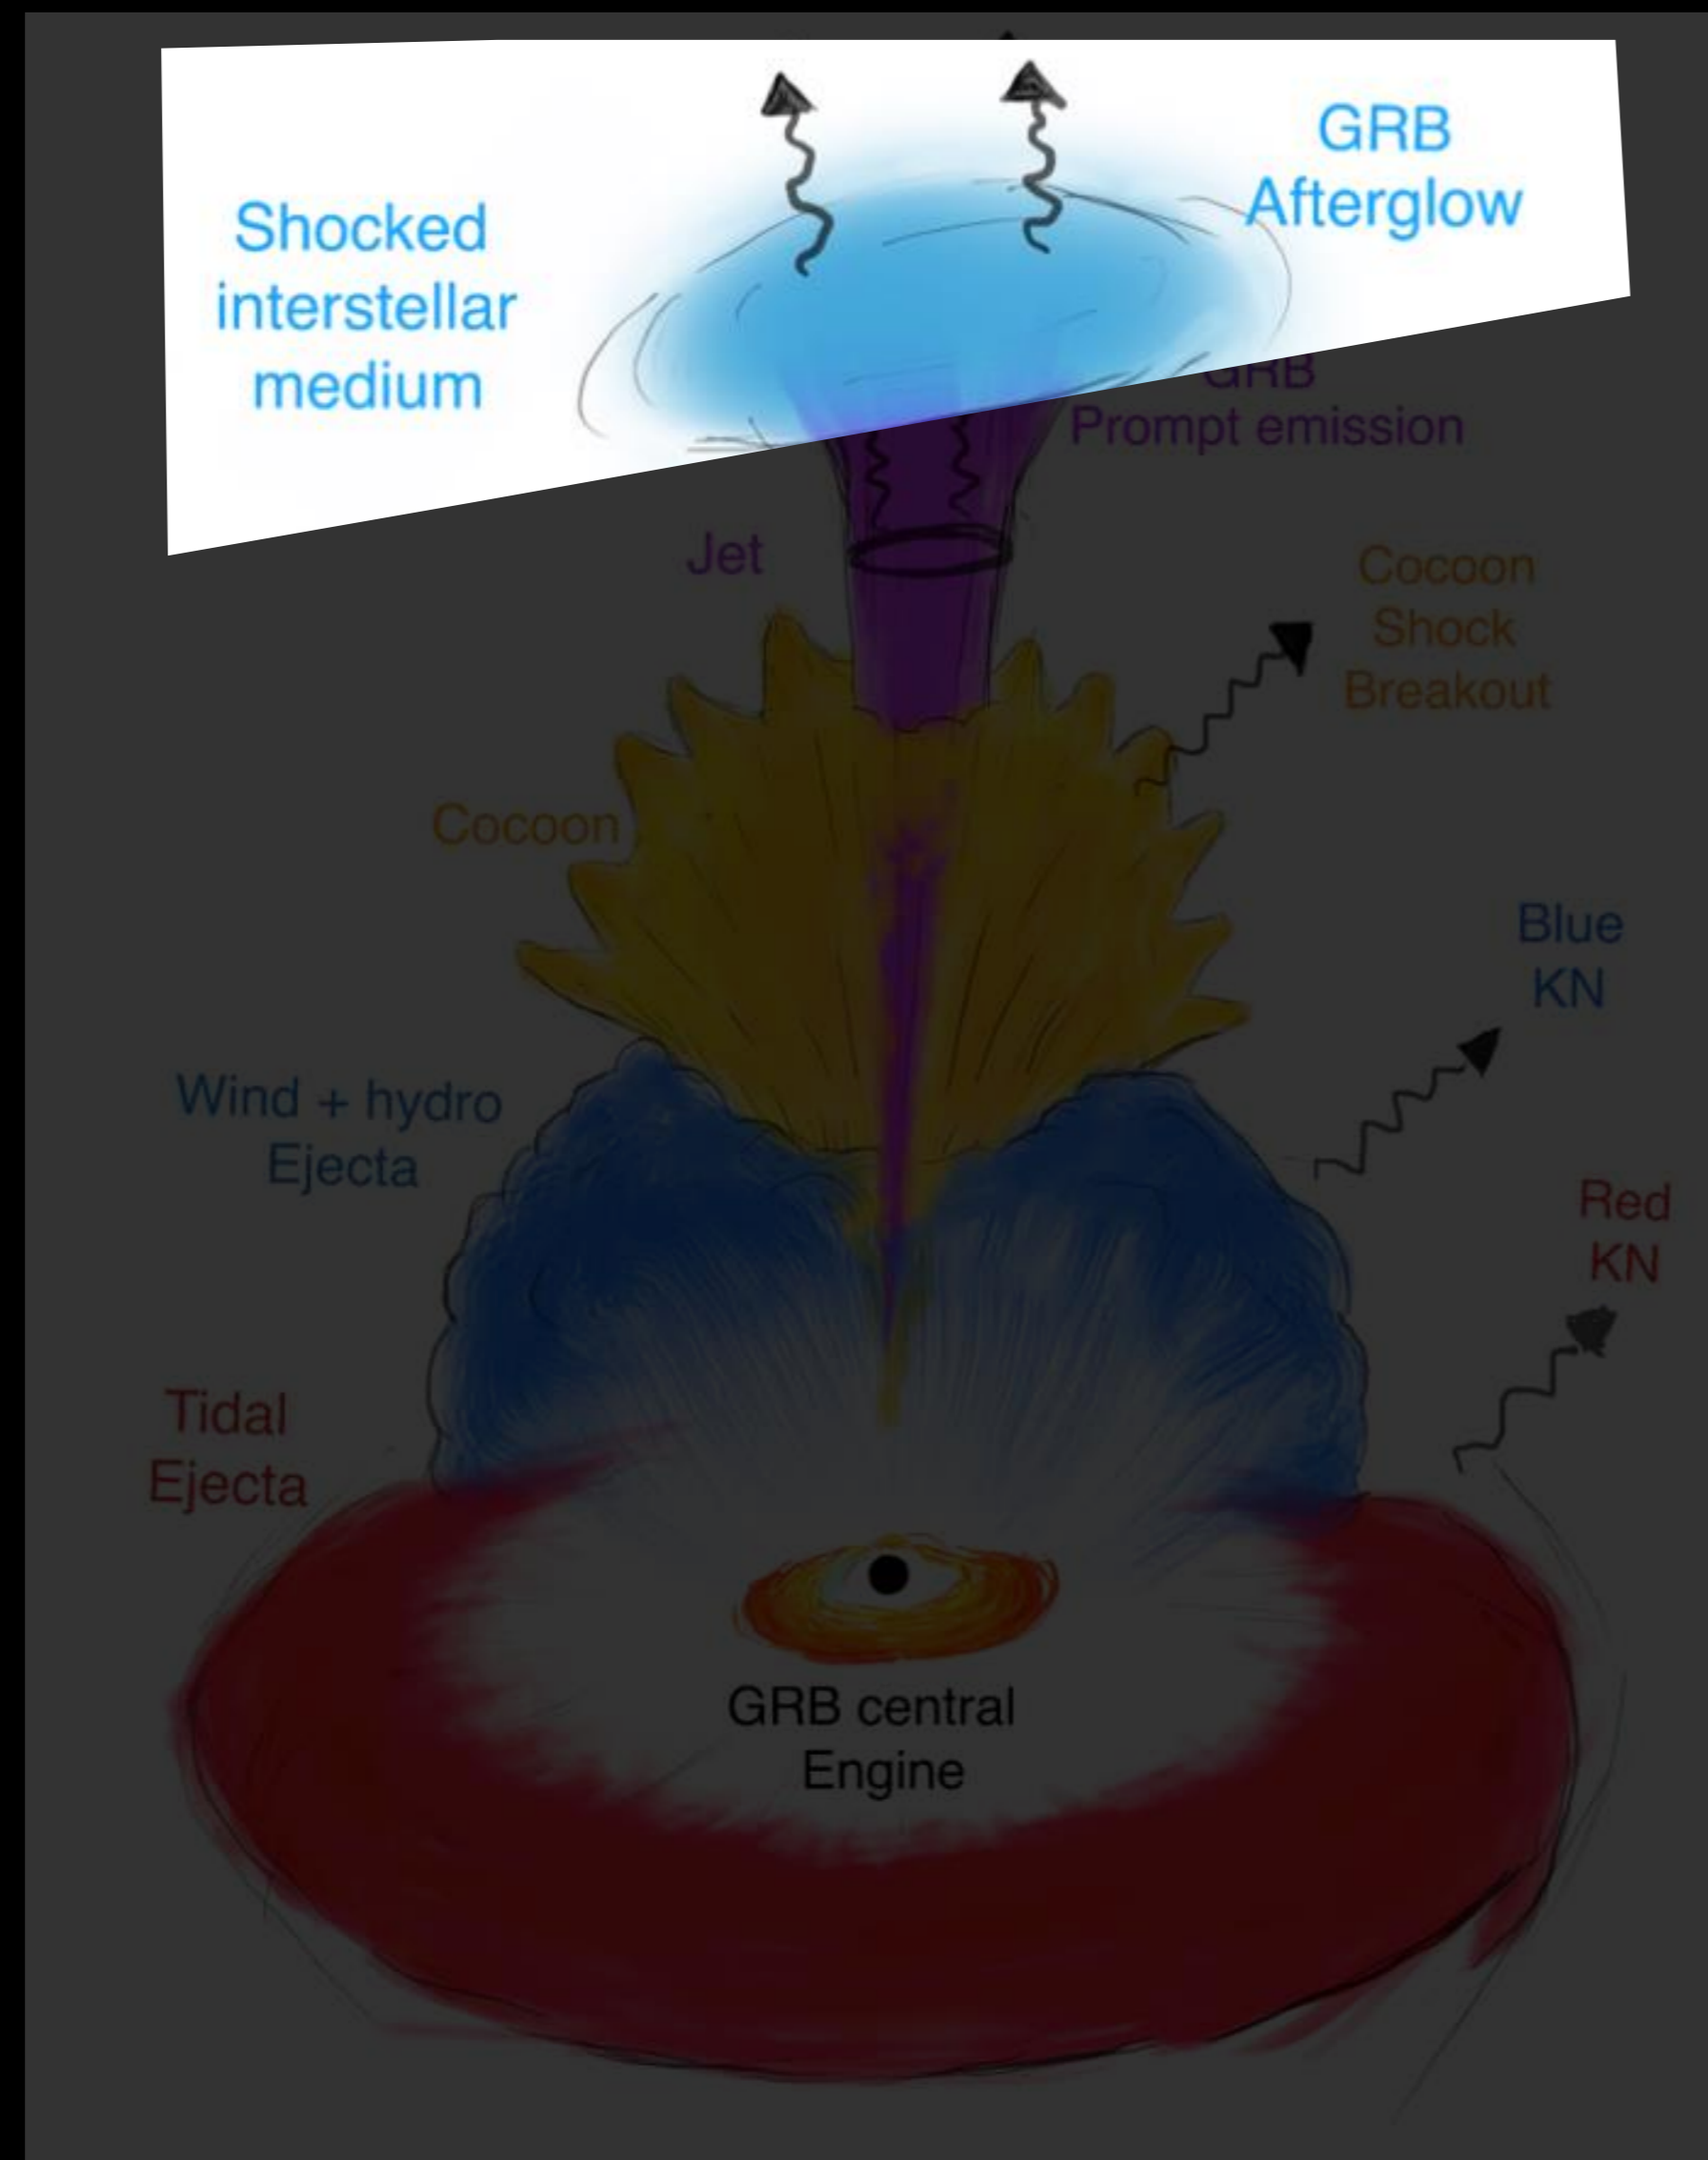 GRB
Afterglow
Shocked
interstellar
medium
GRB
Prompt emission
Jet
Cocoon
Shock
Breakout
Cocoon
Blue
KN
Wind + hydro
Ejecta
Red
KN
Tidal
Ejecta
GRB central
Engine